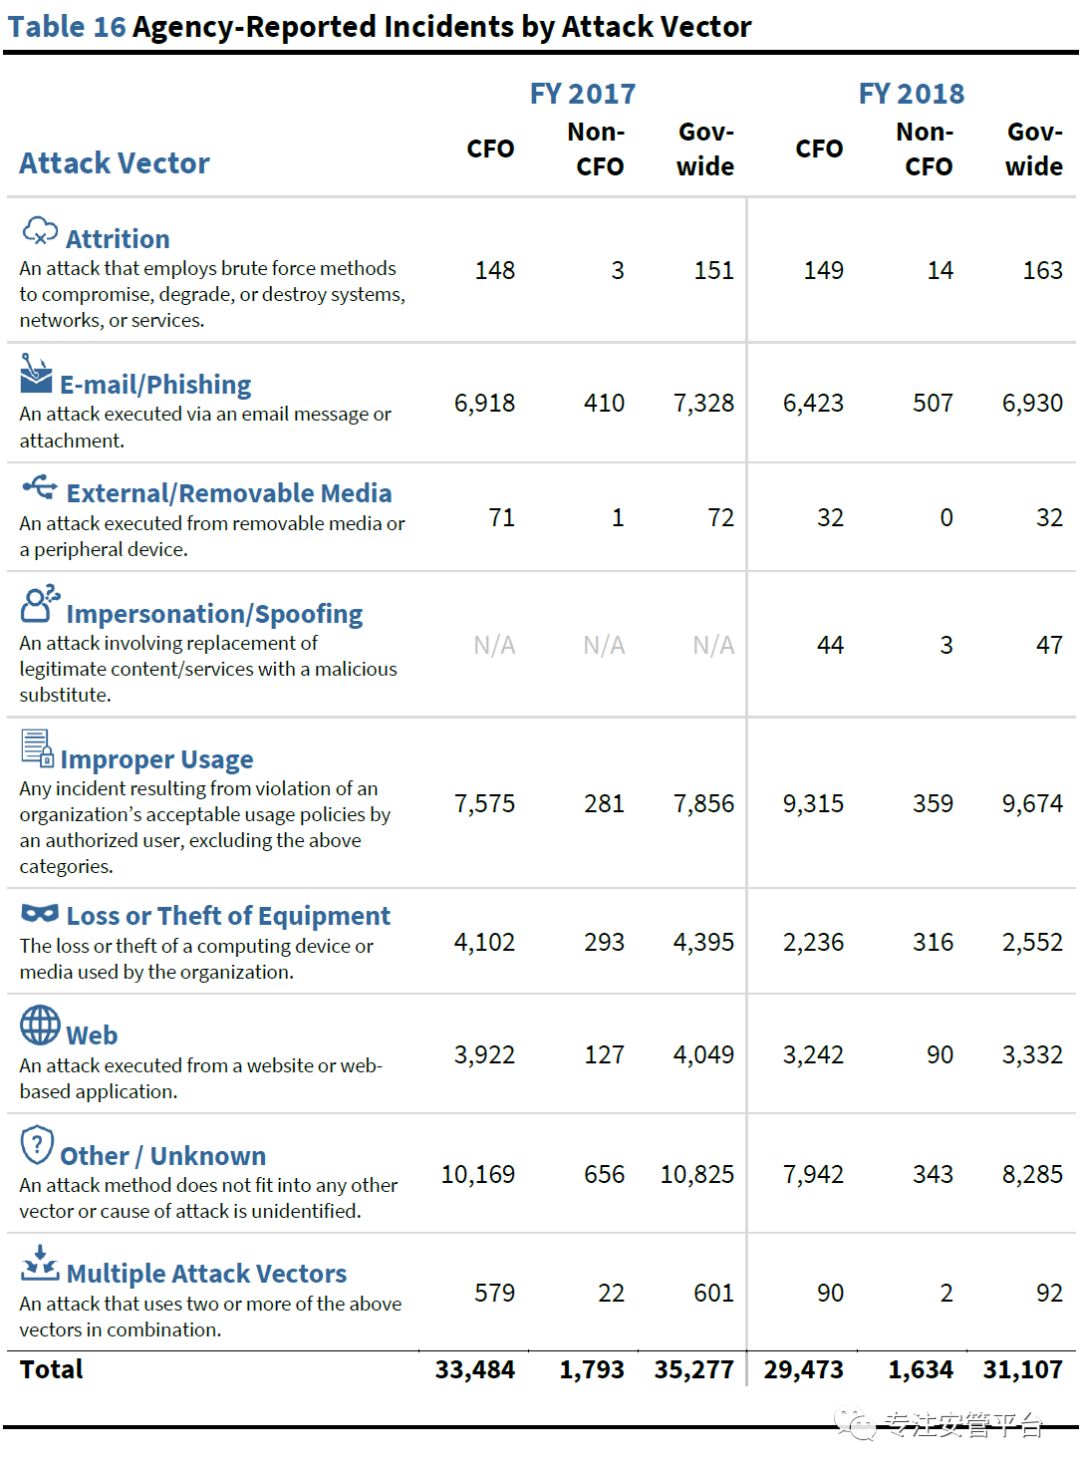 Table 16 Agency-Reported Incidents by Attack Vector
FY 2017 FY 2018
Attack Vector CFO Non-CFO Gov-wide CFO Non-CFO Gov-wide
Attrition
An attack that employs brute force methods
to compromise, degrade, or destroy systems,
networks, or services.
148 3 151 149 14 163
E-mail/Phishing
An attack executed via an email message or
attachment.
6,918 410 7,328 6,423 507 6,930
External/Removable Media
An attack executed from removable media or
a peripheral device.
71 1 72 32 0 32
Impersonation/Spoofing
An attack involving replacement of
legitimate content/services with a malicious
substitute.
N/A N/A N/A 44 3 47
Improper Usage
Any incident resulting from violation of an
organization’s acceptable usage policies by
an authorized user, excluding the above
categories.
7,575 281 7,856 9,315 359 9,674
Loss or Theft of Equipment
The loss or theft of a computing device or
media used by the organization.
4,102 293 4,395 2,236 316 2,552
Web
An attack executed from a website or web-
based application.
3,922 127 4,049 3,242 90 3,332
Other / Unknown
An attack method does not fit into any other
vector or cause of attack is unidentified.
10,169 656 10,825 7,942 343 8,285
Multiple Attack Vectors
An attack that uses two or more of the above
vectors in combination.
579 22 601 90 2 92
Total 33,484 1,793 35,277 29,473 1,634 31,107
专注安管平台